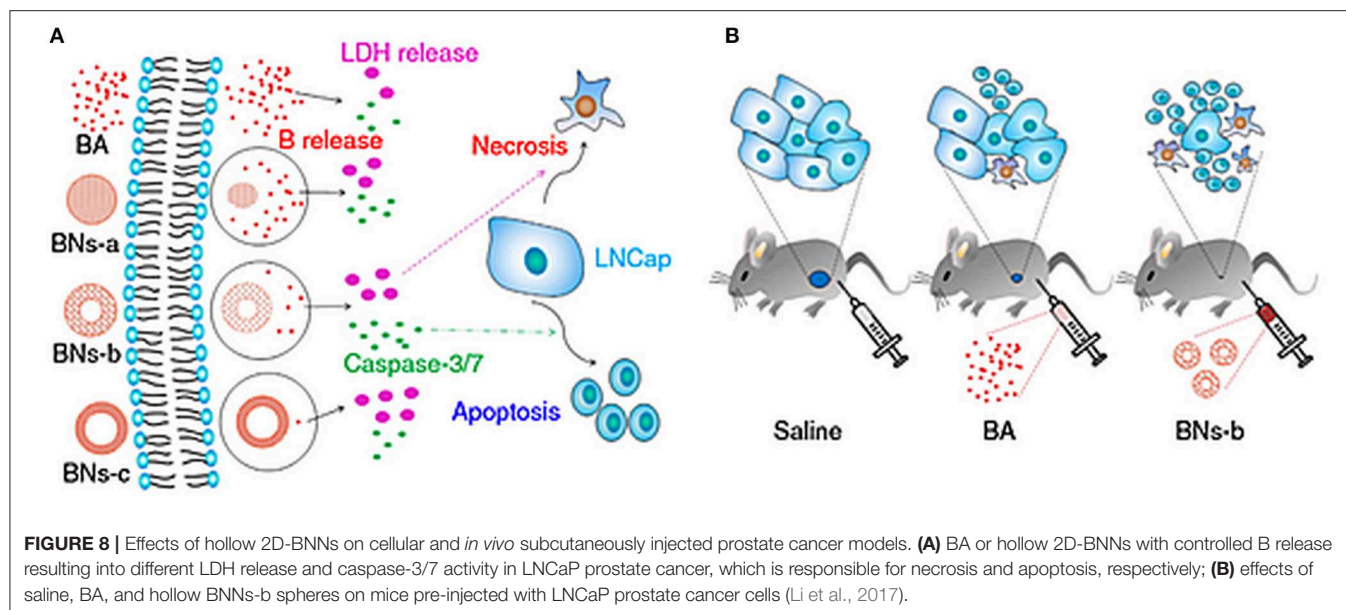 A
B
LDH release
BA
B release
Necrosis
BNs-a
LNCap
BNs-b
Caspase-3/7
Apoptosis
BNs-c
Saline
BA
BNs-b
FIGURE 8 | Effects of hollow 2D-BNNs on cellular and in vivo subcutaneously injected prostate cancer models. (A) BA or hollow 2D-BNNs with controlled B release
resulting into different LDH release and caspase-3/7 activity in LNCaP prostate cancer, which is responsible for necrosis and apoptosis, respectively; (B) effects of
saline, BA, and hollow BNNs-b spheres on mice pre-injected with LNCaP prostate cancer cells (Li et al., 2017).